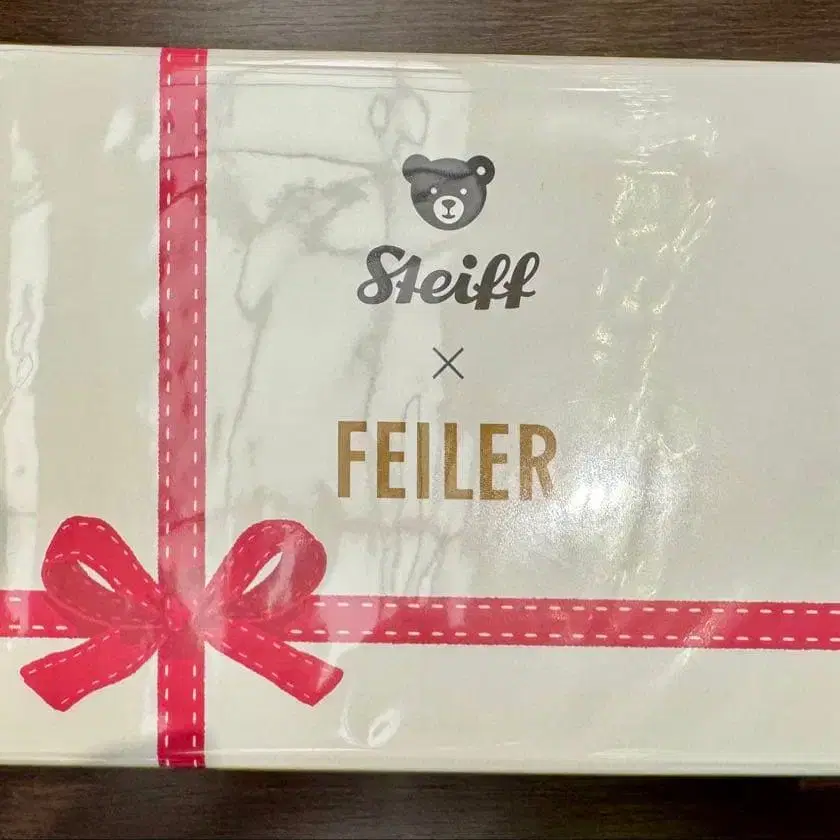 Steiff
×
FEILER